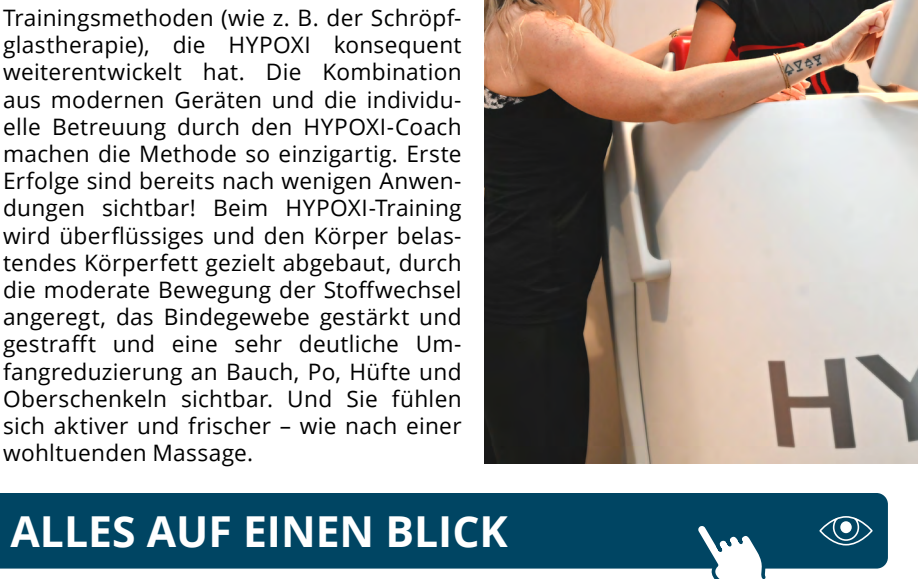 Trainingsmethoden (wie z. B. der Schröpf-
glastherapie), die HYPOXI konsequent
weiterentwickelt hat. Die Kombination
aus modernen Geräten und die individu-
elle Betreuung durch den HYPOXI-Coach
machen die Methode so einzigartig. Erste
Erfolge sind bereits nach wenigen Anwen-
dungen sichtbar! Beim HYPOXI-Training
wird überflüssiges und den Körper belas-
tendes Körperfett gezielt abgebaut, durch
die moderate Bewegung der Stoffwechsel
angeregt, das Bindegewebe gestärkt und
gestrafft und eine sehr deutliche Um-
fangreduzierung an Bauch, Po, Hüfte und
Oberschenkeln sichtbar. Und Sie fühlen
sich aktiver und frischer – wie nach einer
wohltuenden Massage.
HY
ALLES AUF EINEN BLICK